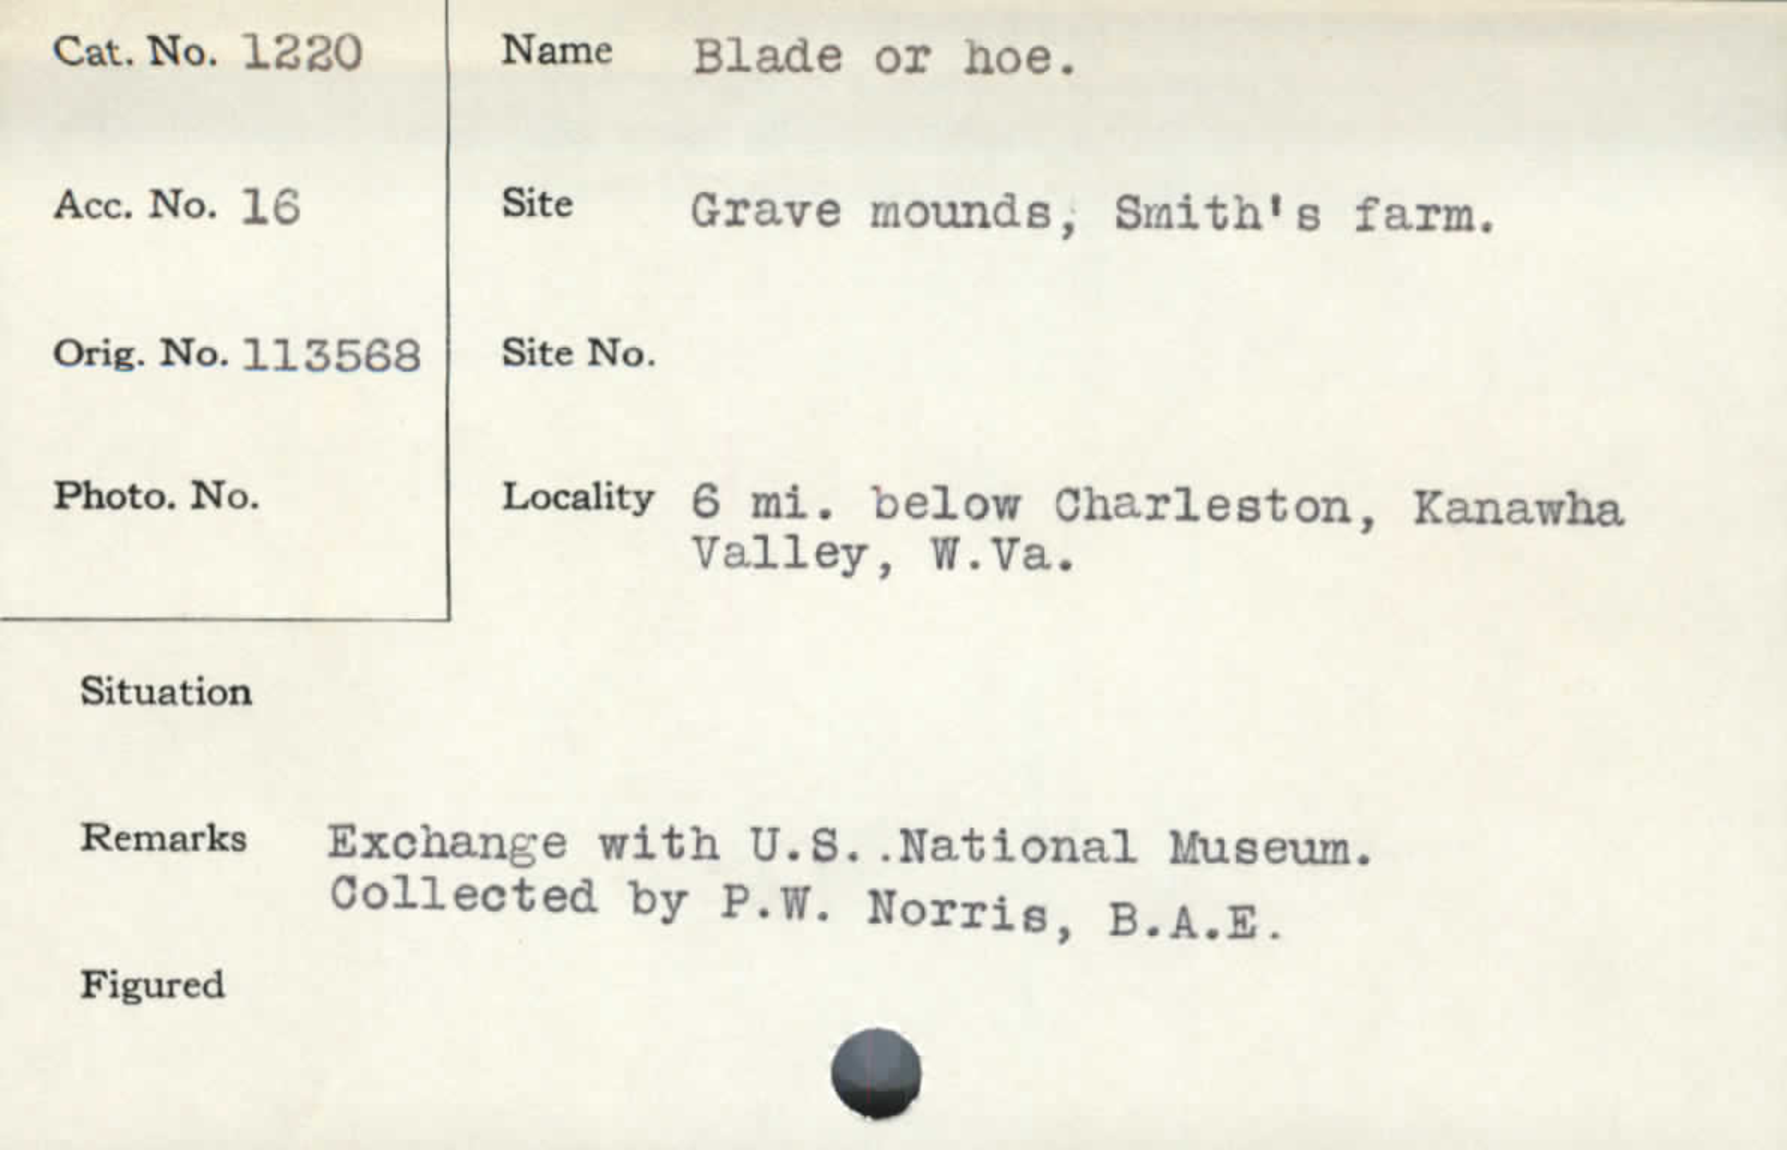 Cat. No. 1220
Name Blade or hoe.
Acc. No. 16
Site Grave mounds, Smith's farm.
Orig. No. 113568
Site No.
Photo. No.
Locality 6 mi. below Charleston, Kanawha
Valley, W.Va.
Situation
Remarks Exchange with U.S..National Museum.
Collected by P.W. Norris, B.A.E.
Figured